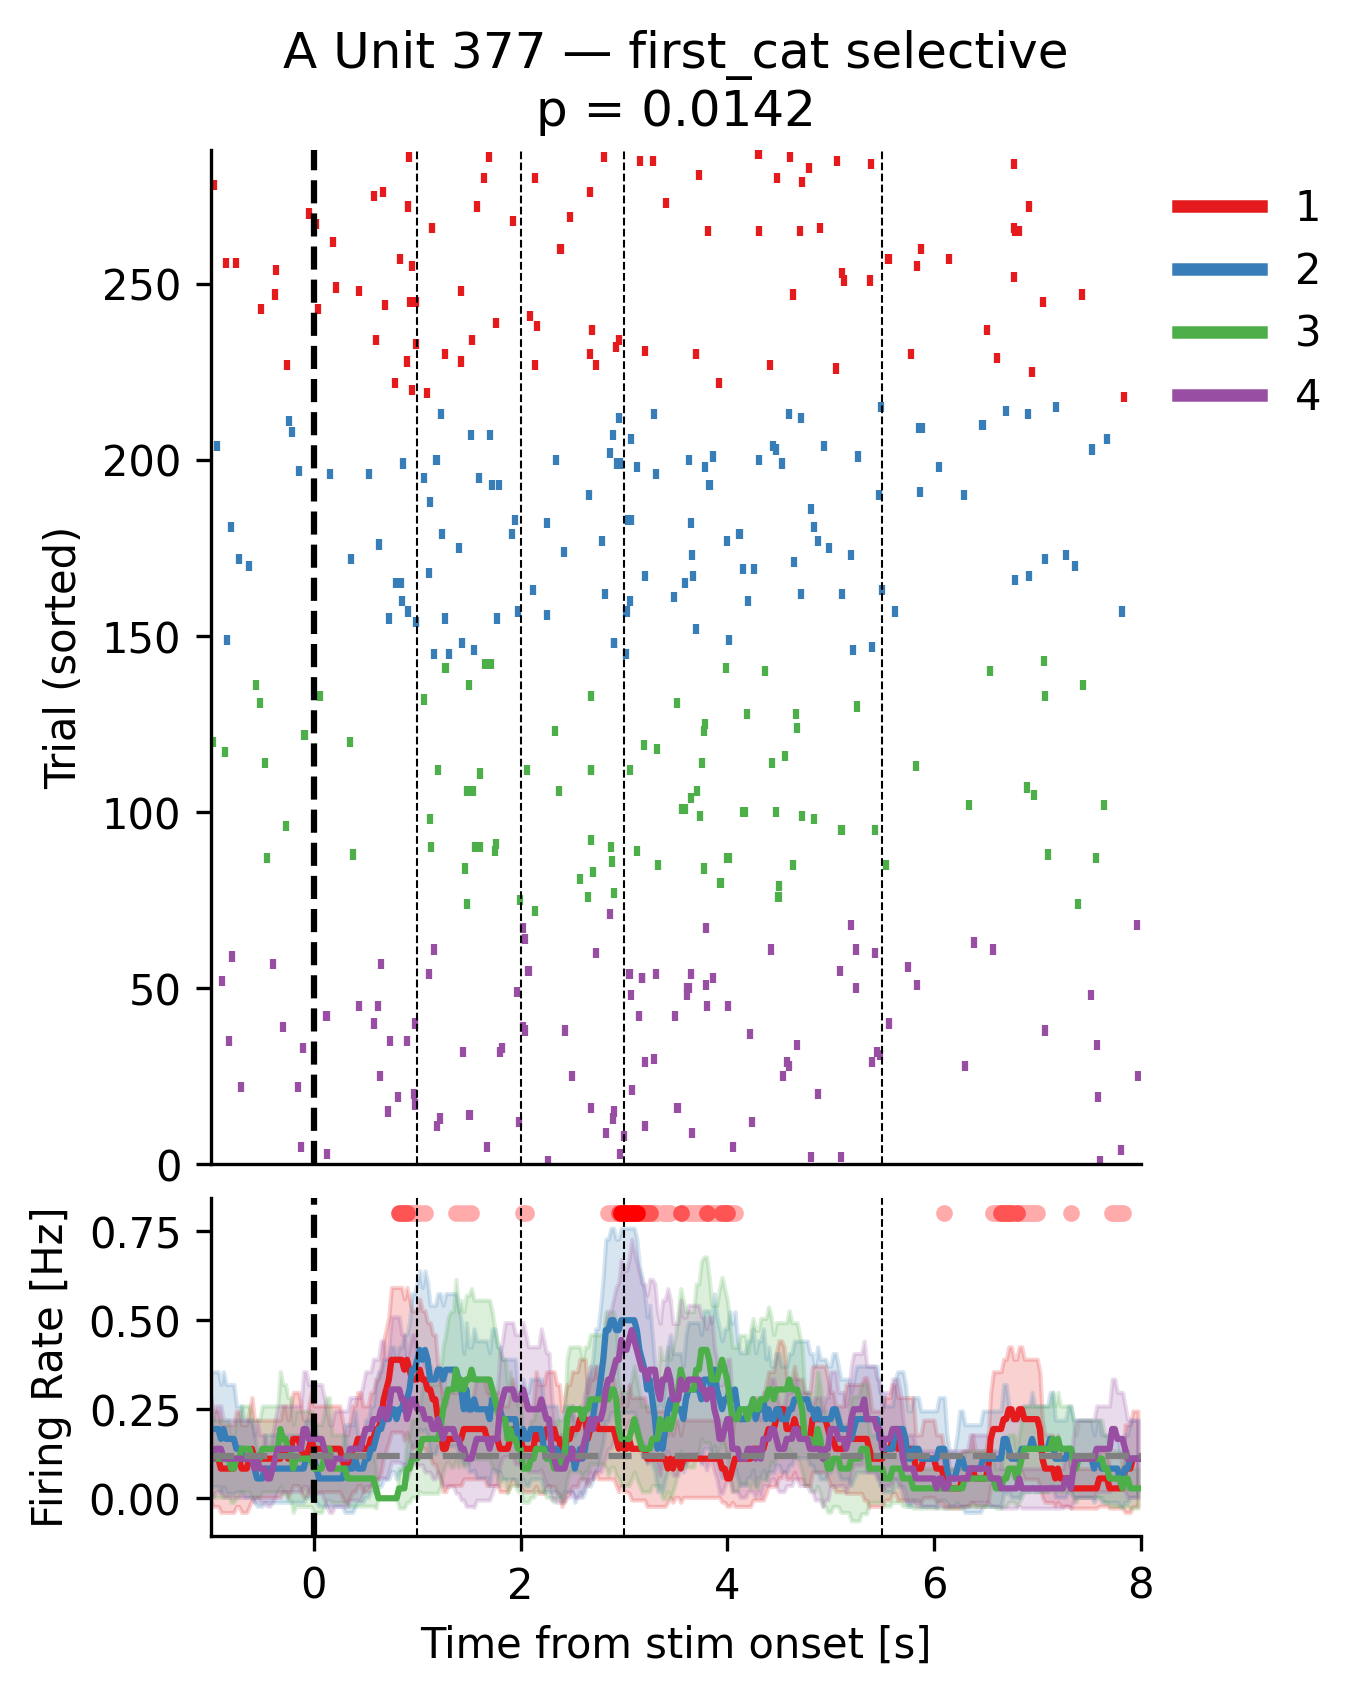 A Unit 377 — first_cat selective
p = 0.0142
1
2
3
4
250
200
150
100
50
0
Trial (sorted)
0.75
0.50
0.25
0.00
Firing Rate [Hz]
0 2 4 6 8
Time from stim onset [s]